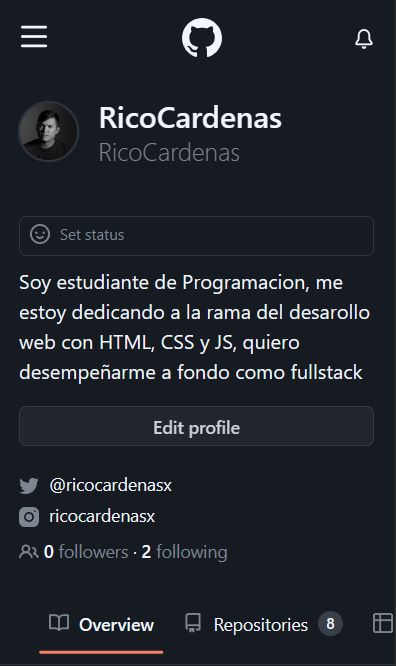 RicoCardenas
RicoCardenas
Set status
Soy estudiante de Programacion, me
estoy dedicando a la rama del desarollo
web con HTML, CSS y JS, quiero
desempeñarme a fondo como fullstack
Edit profile
@ricocardenasx
ricocardenasx
0 followers · 2 following
Overview Repositories 8